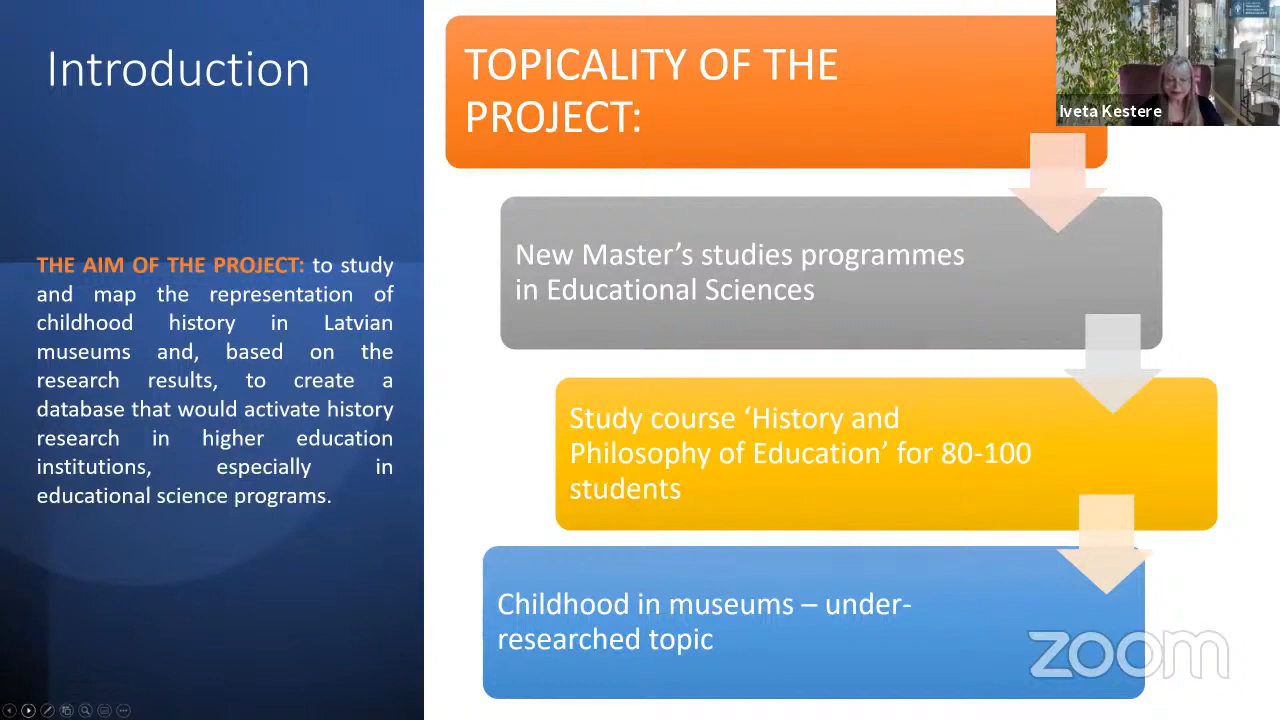 Introduction
THE AIM OF THE PROJECT: to study
and map the representation of
childhood history in Latvian
museums and, based on the
research results, to create a
database that would activate history
research in higher education
institutions, especially in
educational science programs.
TOPICALITY OF THE
PROJECT:
New Master’s studies programmes
in Educational Sciences
Study course ‘History and
Philosophy of Education’ for 80-100
students
Childhood in museums – under-
researched topic
Iveta Kestere
zoom